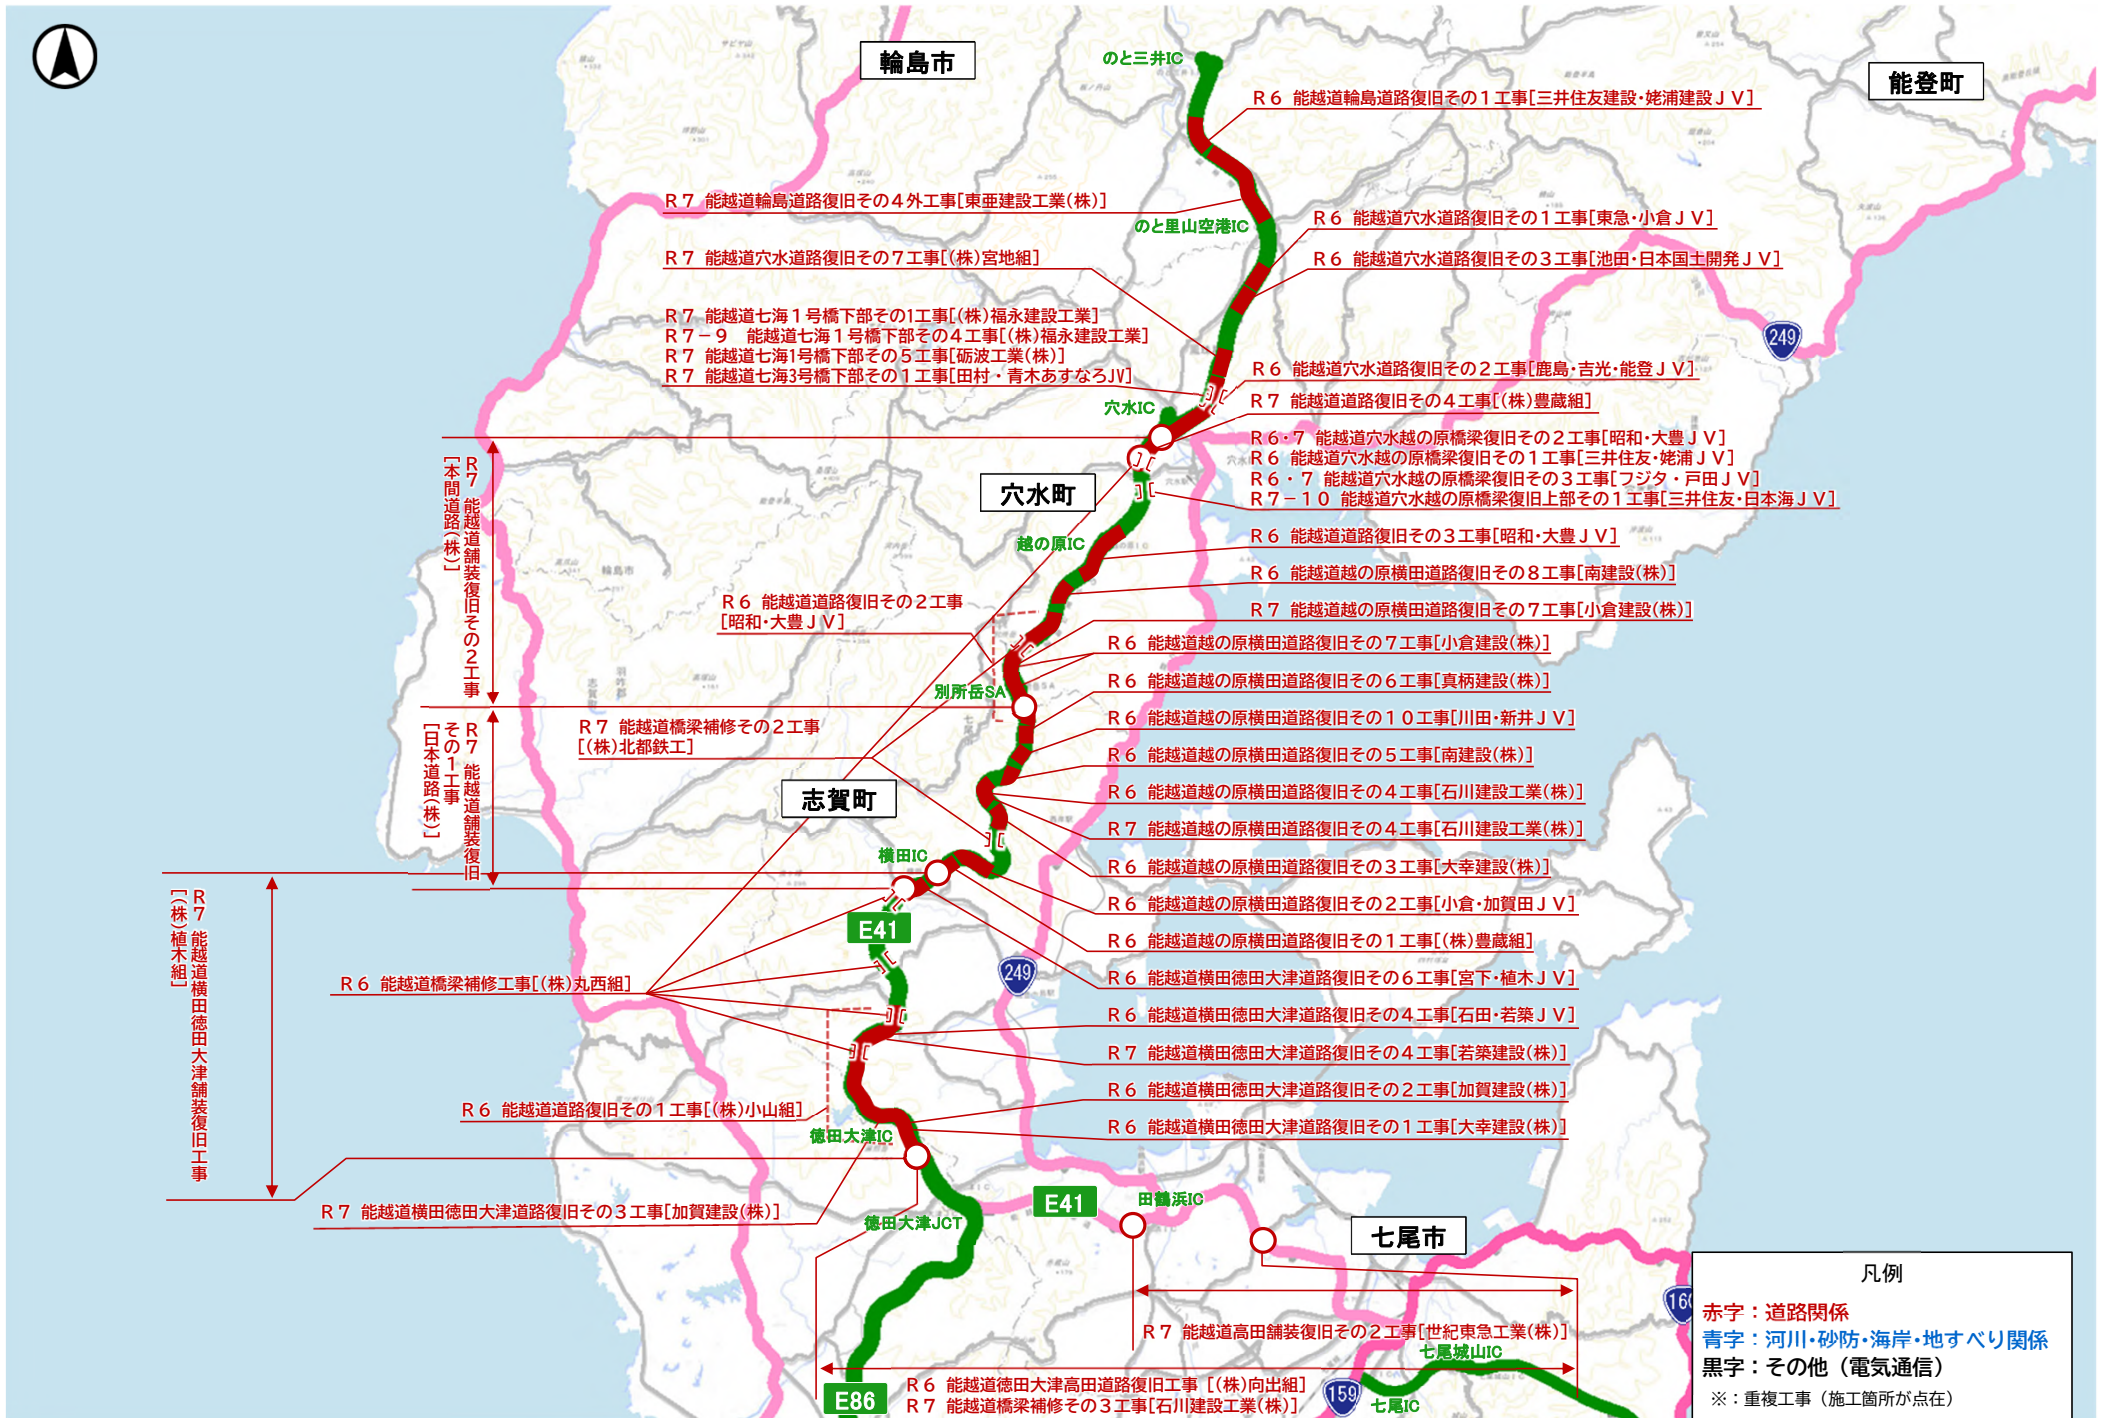 輪島市
のと三井IC
能登町
R6 能越道輪島道路復旧その1工事[三井住友建設・姥浦建設JV]
R7 能越道輪島道路復旧その4外工事[東亜建設工業(株)]
のと里山空港IC
R6 能越道穴水道路復旧その1工事[東急・小倉JV]
R7 能越道穴水道路復旧その7工事[(株)宮地組]
R6 能越道穴水道路復旧その3工事[池田・日本国土開発JV]
R7 能越道七海1号橋下部その1工事[(株)福永建設工業]
R7-9 能越道七海1号橋下部その4工事[(株)福永建設工業]
R7 能越道七海1号橋下部その5工事[砺波工業(株)]
R7 能越道七海3号橋下部その1工事[田村・青木あすなろJV]
249
R6 能越道穴水道路復旧その2工事[鹿島・吉光・能登JV]
R7 能越道道路復旧その4工事[(株)豊蔵組]
穴水IC
R6・7 能越道穴水越の原橋梁復旧その2工事[昭和・大豊JV]
R6 能越道穴水越の原橋梁復旧その1工事[三井住友・姥浦JV]
R6・7 能越道穴水越の原橋梁復旧その3工事[フジタ・戸田JV]
R7-10 能越道穴水越の原橋梁復旧上部その1工事[三井住友・日本海JV]
穴水町
R7 能越道舗装復旧その2工事
[本間道路(株)]
越の原IC
R6 能越道道路復旧その3工事[昭和・大豊JV]
R6 能越道越の原横田道路復旧その8工事[南建設(株)]
R6 能越道道路復旧その2工事
[昭和・大豊JV]
R7 能越道越の原横田道路復旧その7工事[小倉建設(株)]
R6 能越道越の原横田道路復旧その7工事[小倉建設(株)]
輪島市
志賀町
羽咋郡
七尾市
別所岳SA
R6 能越道越の原横田道路復旧その6工事[真柄建設(株)]
R6 能越道越の原横田道路復旧その10工事[川田・新井JV]
R7 能越道橋梁補修その2工事
[(株)北都鉄工]
R6 能越道越の原横田道路復旧その5工事[南建設(株)]
R7 能越道舗装復旧
その1工事
[日本道路(株)]
志賀町
R6 能越道越の原横田道路復旧その4工事[石川建設工業(株)]
R7 能越道越の原横田道路復旧その4工事[石川建設工業(株)]
横田IC
R6 能越道越の原横田道路復旧その3工事[大幸建設(株)]
R6 能越道越の原横田道路復旧その2工事[小倉・加賀田JV]
R7 能越道横田徳田大津舗装復旧工事
[(株)植木組]
E41
R6 能越道越の原横田道路復旧その1工事[(株)豊蔵組]
249
R6 能越道橋梁補修工事[(株)丸西組]
R6 能越道横田徳田大津道路復旧その6工事[宮下・植木JV]
R6 能越道横田徳田大津道路復旧その4工事[石田・若築JV]
R7 能越道横田徳田大津道路復旧その4工事[若築建設(株)]
R6 能越道横田徳田大津道路復旧その2工事[加賀建設(株)]
R6 能越道道路復旧その1工事[(株)小山組]
R6 能越道横田徳田大津道路復旧その1工事[大幸建設(株)]
徳田大津IC
E41
田鶴浜IC
R7 能越道横田徳田大津道路復旧その3工事[加賀建設(株)]
徳田大津JCT
七尾市
R7 能越道高田舗装復旧その2工事[世紀東急工業(株)]
七尾城山IC
R6 能越道徳田大津高田道路復旧工事 [(株)向出組]
R7 能越道橋梁補修その3工事[石川建設工業(株)]
E86
159
七尾IC
160
凡例
赤字：道路関係
青字：河川・砂防・海岸・地すべり関係
黒字：その他（電気通信）
※：重複工事（施工箇所が点在）